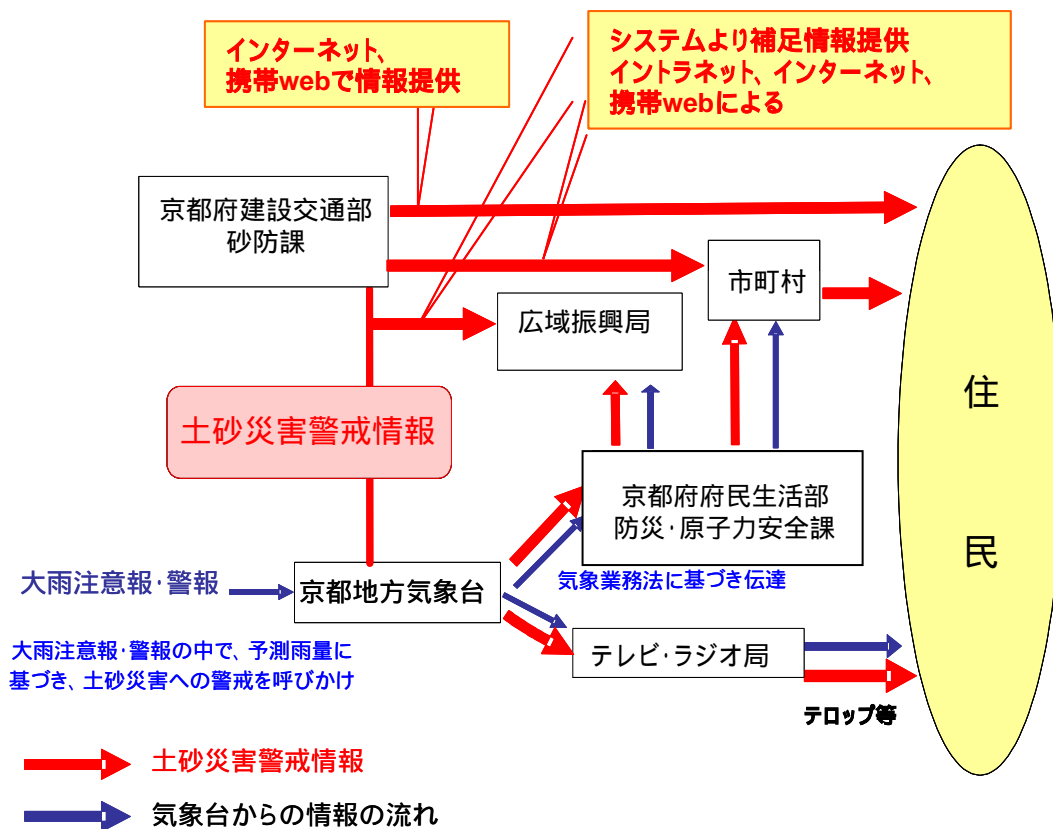 インターネット、
携帯webで情報提供
システムより補足情報提供
イントラネット、インターネット、
携帯webによる
京都府建設交通部
砂防課
市町村
広域振興局
住
民
土砂災害警戒情報
京都府府民生活部
防災・原子力安全課
気象業務法に基づき伝達
大雨注意報・警報
京都地方気象台
大雨注意報・警報の中で、予測雨量に
基づき、土砂災害への警戒を呼びかけ
テレビ・ラジオ局
テロップ等
土砂災害警戒情報
気象台からの情報の流れ